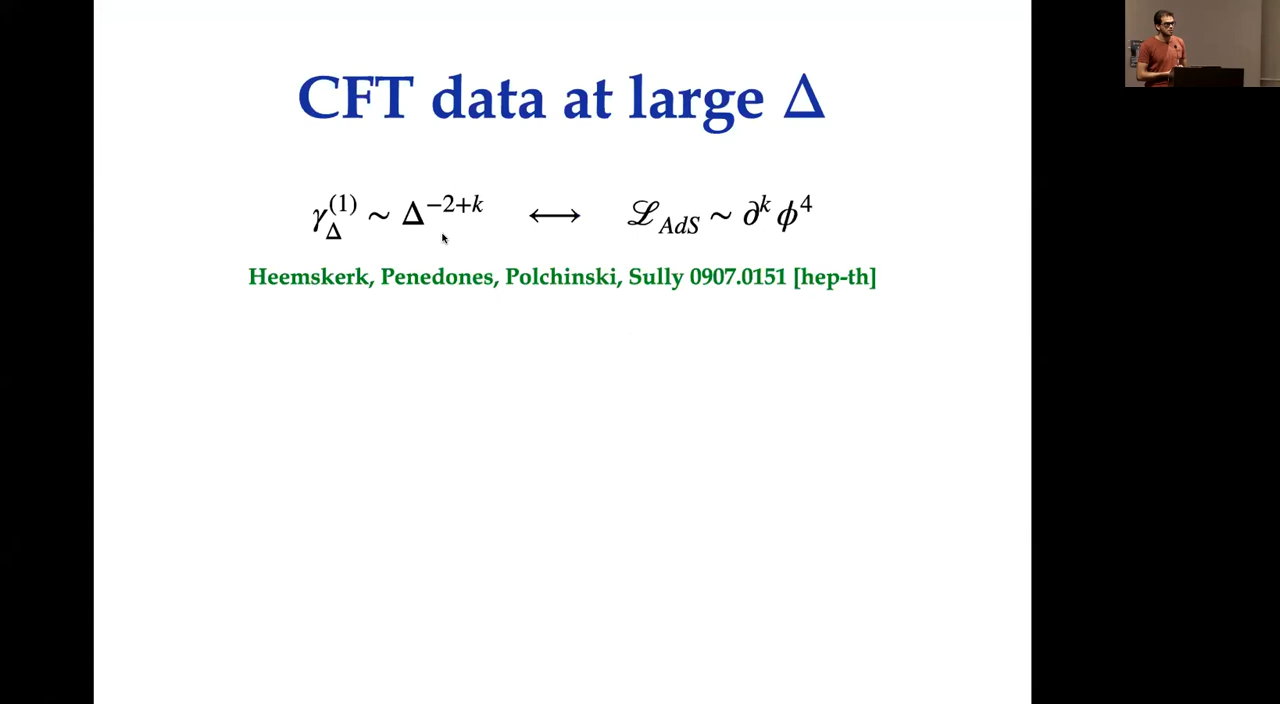 CFT data at large Δ
γ_Δ^(1) ~ Δ^{-2+k} ⟷ ℒ_AdS ~ ∂^k ϕ^4
Heemskerk, Penedones, Polchinski, Sully 0907.0151 [hep-th]